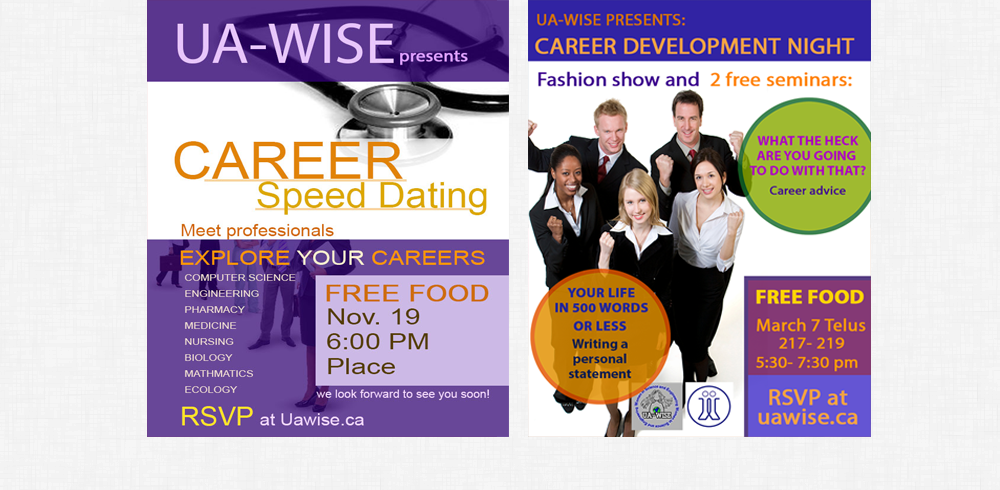 UA-WISE presents
CAREER
Speed Dating
Meet professionals
EXPLORE YOUR CAREERS
COMPUTER SCIENCE
ENGINEERING
PHARMACY
MEDICINE
NURSING
BIOLOGY
MATHMATICS
ECOLOGY
FREE FOOD
Nov. 19
6:00 PM
Place
we look forward to see you soon!
RSVP at Uawise.ca
UA-WISE PRESENTS:
CAREER DEVELOPMENT NIGHT
Fashion show and 2 free seminars:
WHAT THE HECK
ARE YOU GOING
TO DO WITH THAT?
Career advice
YOUR LIFE
IN 500 WORDS
OR LESS
Writing a
personal
statement
UA-WISE
FREE FOOD
March 7 Telus
217- 219
5:30- 7:30 pm
RSVP at
uawise.ca